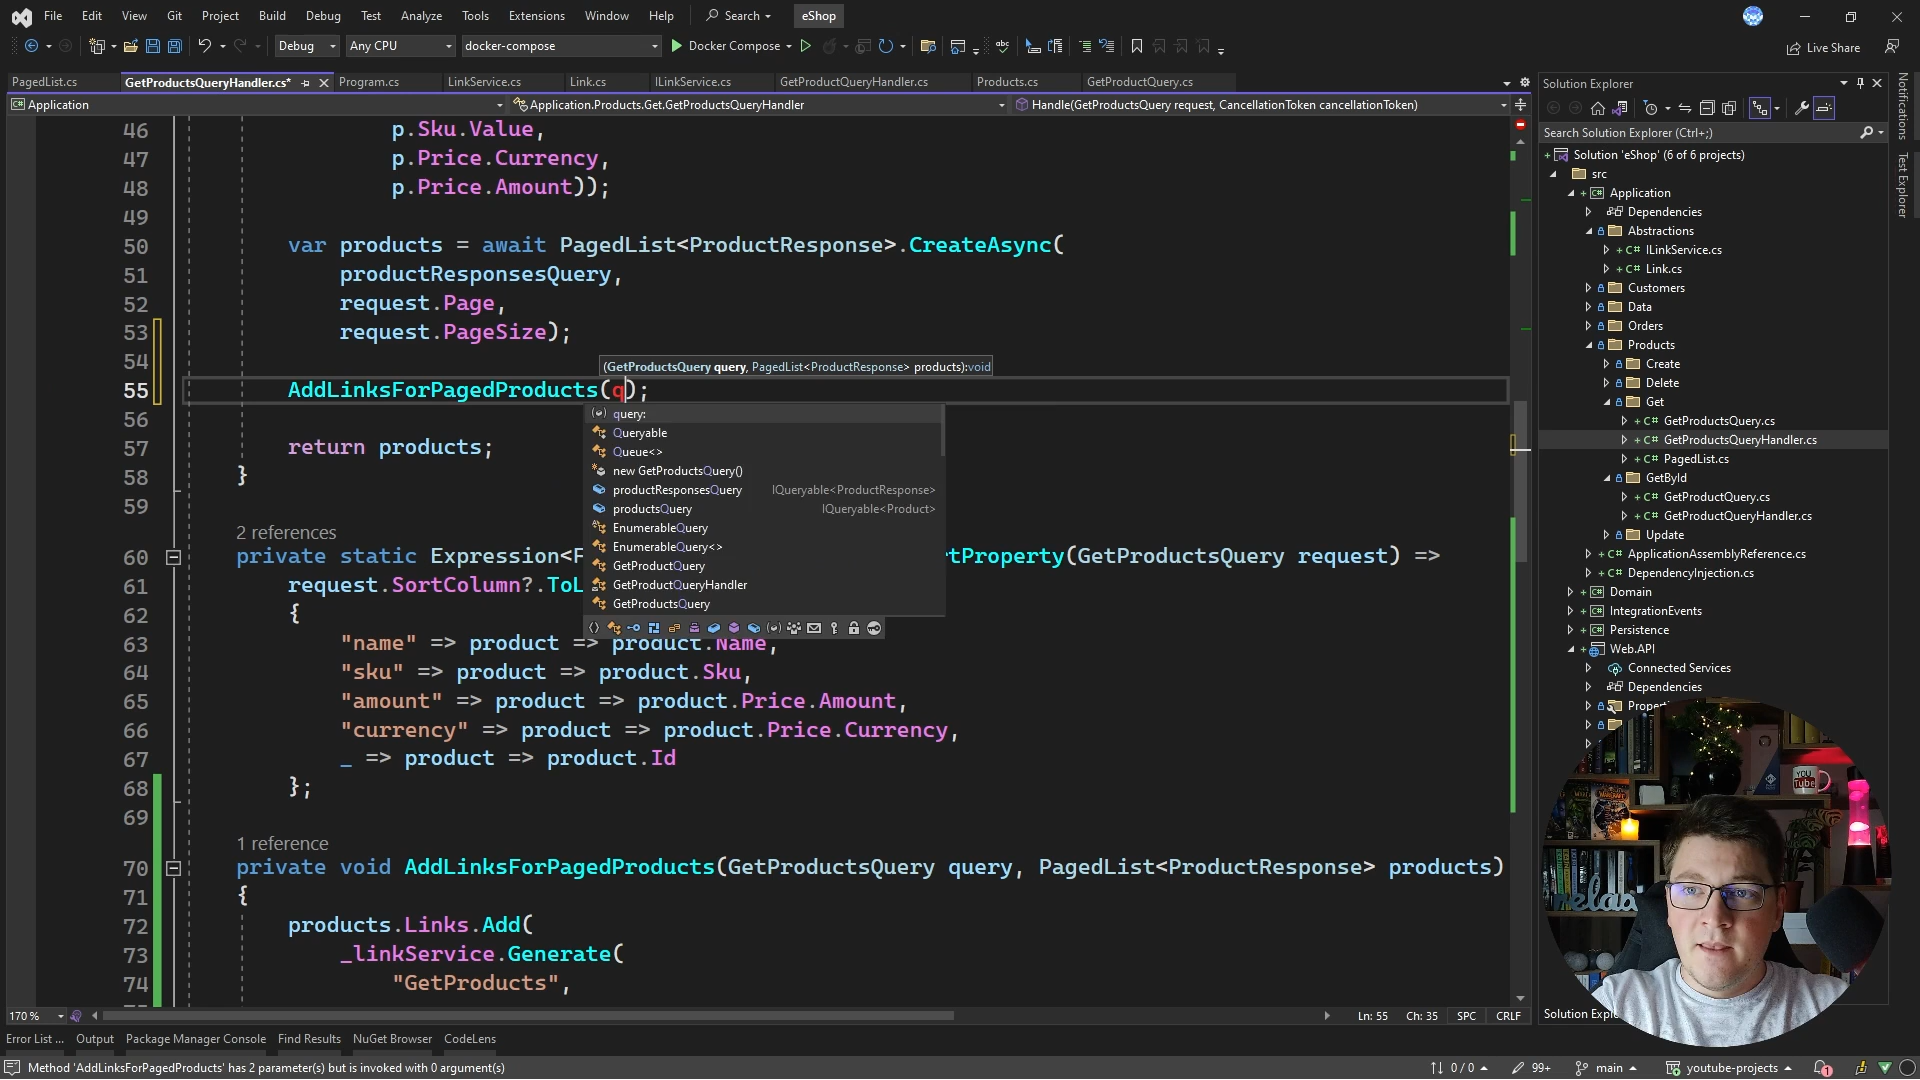 File Edit View Git Project Build Debug Test Analyze Tools Extensions Window Help Search eShop
Debug Any CPU docker-compose Docker Compose Live Share
PagedList.cs GetProductsQueryHandler.cs* Program.cs LinkService.cs Link.cs ILinkService.cs GetProductQueryHandler.cs Products.cs GetProductQuery.cs
Application Application.Products.Get.GetProductsQueryHandler Handle(GetProductsQuery request, CancellationToken cancellationToken)
46 p.Sku.Value,
47 p.Price.Currency,
48 p.Price.Amount));
49
50 var products = await PagedList<ProductResponse>.CreateAsync(
51 productResponsesQuery,
52 request.Page,
53 request.PageSize);
54
(GetProductsQuery query, PagedList<ProductResponse> products):void
55 AddLinksForPagedProducts(q);
56
57 return products;
58 }
59
query:
Queryable
Queue<>
new GetProductsQuery()
productResponsesQuery IQueryable<ProductResponse>
productsQuery IQueryable<Product>
EnumerableQuery
EnumerableQuery<>
GetProductQuery
GetProductQueryHandler
GetProductsQuery
2 references
60 private static Expression<F rtProperty(GetProductsQuery request) =>
61 request.SortColumn?.ToL
62 {
63 "name" => product => product.Name,
64 "sku" => product => product.Sku,
65 "amount" => product => product.Price.Amount,
66 "currency" => product => product.Price.Currency,
67 _ => product => product.Id
68 };
69
1 reference
70 private void AddLinksForPagedProducts(GetProductsQuery query, PagedList<ProductResponse> products)
71 {
72 products.Links.Add(
73 _linkService.Generate(
74 "GetProducts",
170 % Ln: 55 Ch: 35 SPC CRLF
Error List ... Output Package Manager Console Find Results NuGet Browser CodeLens
Method 'AddLinksForPagedProducts' has 2 parameter(s) but is invoked with 0 argument(s) 0 / 0 99+ main youtube-projects 1
Solution Explorer
Search Solution Explorer (Ctrl+;)
Solution 'eShop' (6 of 6 projects)
src
C# Application
Dependencies
Abstractions
C# ILinkService.cs
C# Link.cs
Customers
Data
Orders
Products
Create
Delete
Get
C# GetProductsQuery.cs
C# GetProductsQueryHandler.cs
C# PagedList.cs
GetById
C# GetProductQuery.cs
C# GetProductQueryHandler.cs
Update
C# ApplicationAssemblyReference.cs
C# DependencyInjection.cs
C# Domain
C# IntegrationEvents
C# Persistence
Web.API
Connected Services
Dependencies
Propert
YOU
Tube
relax
Solution Explo
Notifications
Test Explorer